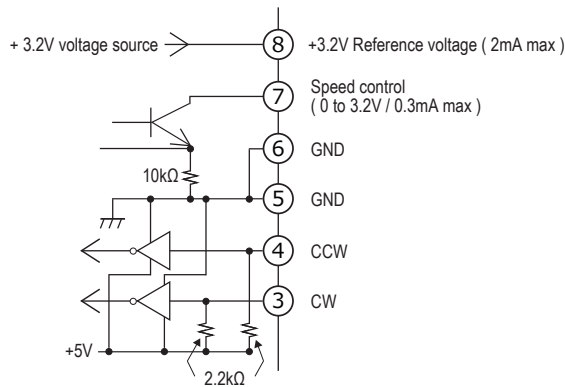 + 3.2V voltage source
8
+3.2V Reference voltage ( 2mA max )
7
Speed control
( 0 to 3.2V / 0.3mA max )
6
GND
10kΩ
5
GND
4
CCW
3
CW
+5V
2.2kΩ